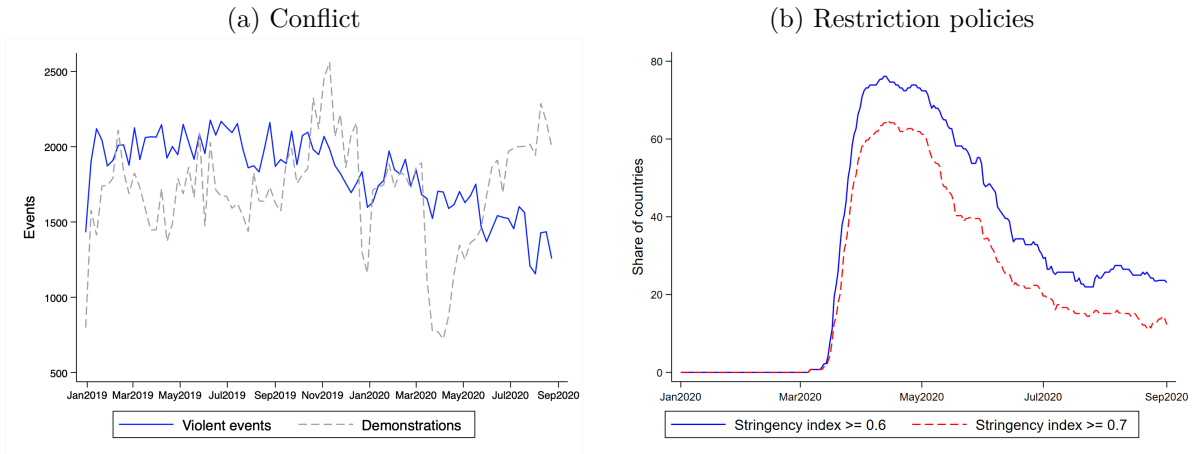 (a) Conflict
(b) Restriction policies
Events
2500
2000
1500
1000
500
Jan2019 Mar2019 May2019 Jul2019 Sep2019 Nov2019 Jan2020 Mar2020 May2020 Jul2020 Sep2020
Violent events Demonstrations
Share of countries
80
60
40
20
0
Jan2020 Mar2020 May2020 Jul2020 Sep2020
Stringency index >= 0.6 Stringency index >= 0.7